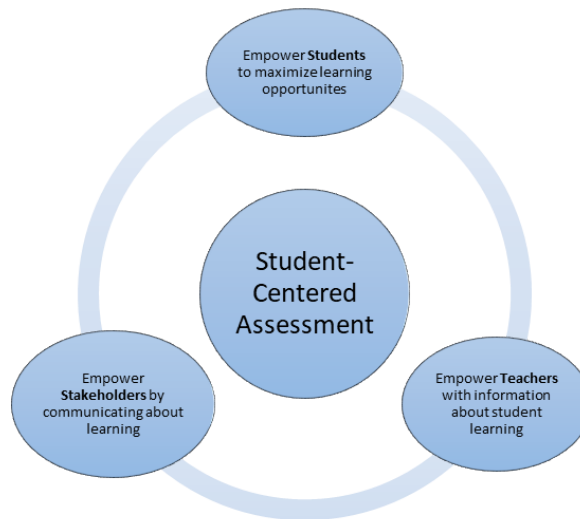 Empower Students
to maximize learning
opportunites
Student-
Centered
Assessment
Empower
Stakeholders by
communicating about
learning
Empower Teachers
with information
about student
learning